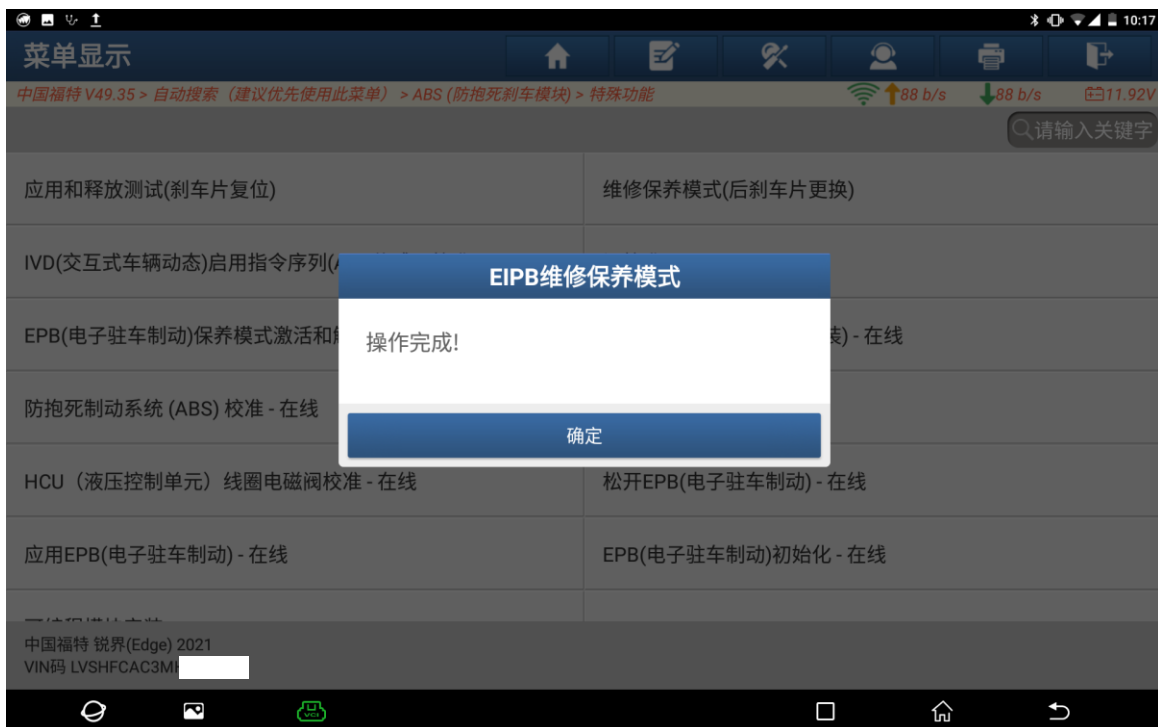 10:17
菜单显示
中国福特 V49.35 > 自动搜索（建议优先使用此菜单）> ABS (防抱死刹车模块) > 特殊功能
88 b/s
88 b/s
11.92V
请输入关键字
应用和释放测试(刹车片复位)
维修保养模式(后刹车片更换)
IVD(交互式车辆动态)启用指令序列(
EIPB维修保养模式
EPB(电子驻车制动)保养模式激活和
操作完成!
) - 在线
防抱死制动系统 (ABS) 校准 - 在线
确定
HCU（液压控制单元）线圈电磁阀校准 - 在线
松开EPB(电子驻车制动) - 在线
应用EPB(电子驻车制动) - 在线
EPB(电子驻车制动)初始化 - 在线
中国福特 锐界(Edge) 2021
VIN码 LVSHFCAC3M
VCI